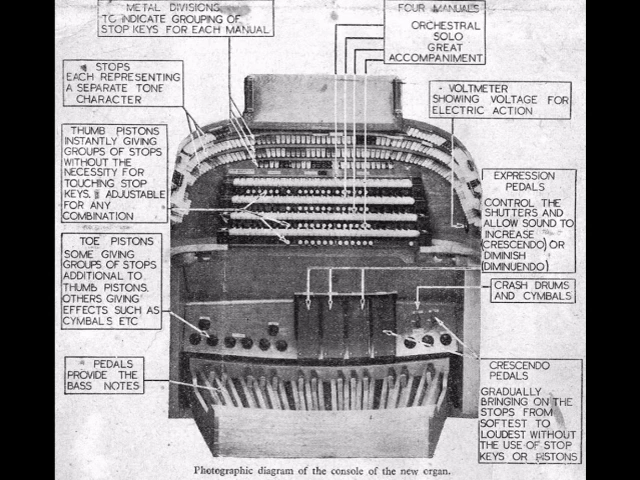 METAL DIVISIONS
TO INDICATE GROUPING OF
STOP KEYS FOR EACH MANUAL
FOUR MANUALS
ORCHESTRAL
SOLO
GREAT
ACCOMPANIMENT
STOPS
EACH REPRESENTING
A SEPARATE TONE
CHARACTER
VOLTMETER
SHOWING VOLTAGE FOR
ELECTRIC ACTION
THUMB PISTONS
INSTANTLY GIVING
GROUPS OF STOPS
WITHOUT THE
NECESSITY FOR
TOUCHING STOP
KEYS. ADJUSTABLE
FOR ANY
COMBINATION
EXPRESSION
PEDALS
CONTROL THE
SHUTTERS AND
ALLOW SOUND TO
INCREASE
(CRESCENDO) OR
DIMINISH
(DIMINUENDO)
TOE PISTONS
SOME GIVING
GROUPS OF STOPS
ADDITIONAL TO
THUMB PISTONS.
OTHERS GIVING
EFFECTS SUCH AS
CYMBALS ETC
CRASH DRUMS
AND CYMBALS
PEDALS
PROVIDE THE
BASS NOTES
CRESCENDO
PEDALS
GRADUALLY
BRINGING ON THE
STOPS FROM
SOFTEST TO
LOUDEST WITHOUT
THE USE OF STOP
KEYS OR PISTONS
Photographic diagram of the console of the new organ.